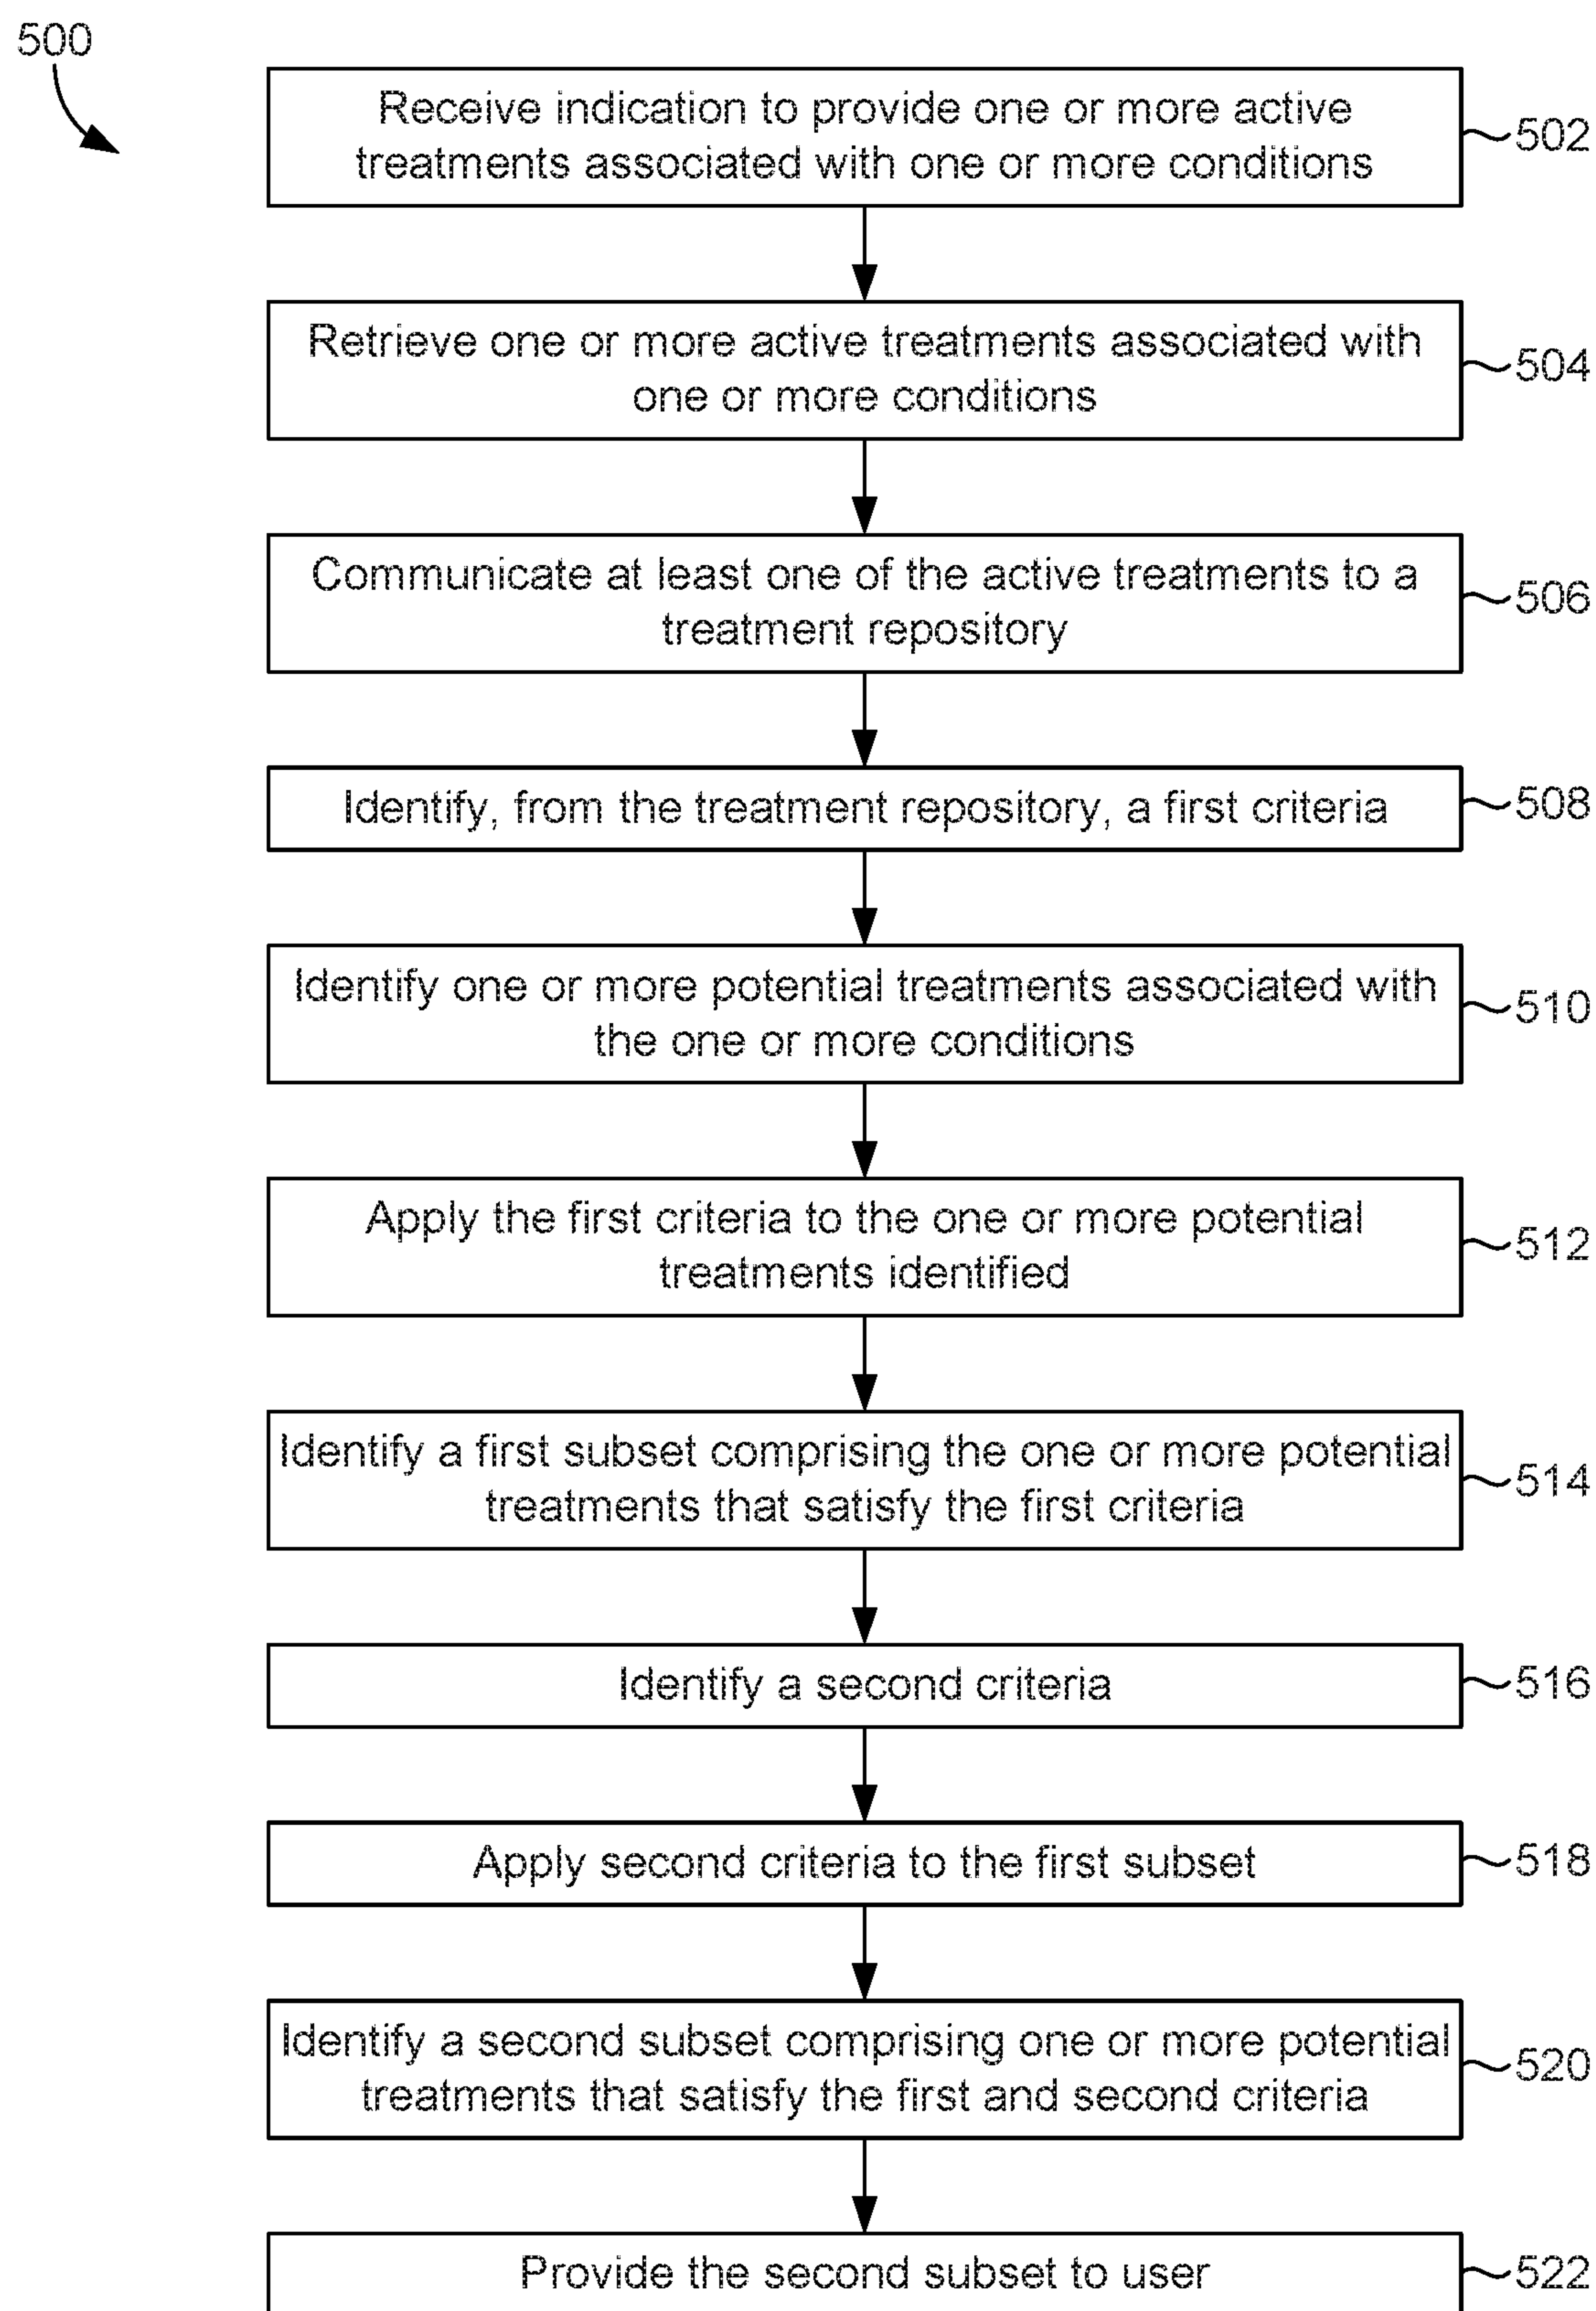 500
Receive indication to provide one or more active
treatments associated with one or more conditions
502
Retrieve one or more active treatments associated with
one or more conditions
504
Communicate at least one of the active treatments to a
treatment repository
506
Identify, from the treatment repository, a first criteria
508
Identify one or more potential treatments associated with
the one or more conditions
510
Apply the first criteria to the one or more potential
treatments identified
512
Identify a first subset comprising the one or more potential
treatments that satisfy the first criteria
514
Identify a second criteria
516
Apply second criteria to the first subset
518
Identify a second subset comprising one or more potential
treatments that satisfy the first and second criteria
520
Provide the second subset to user
522